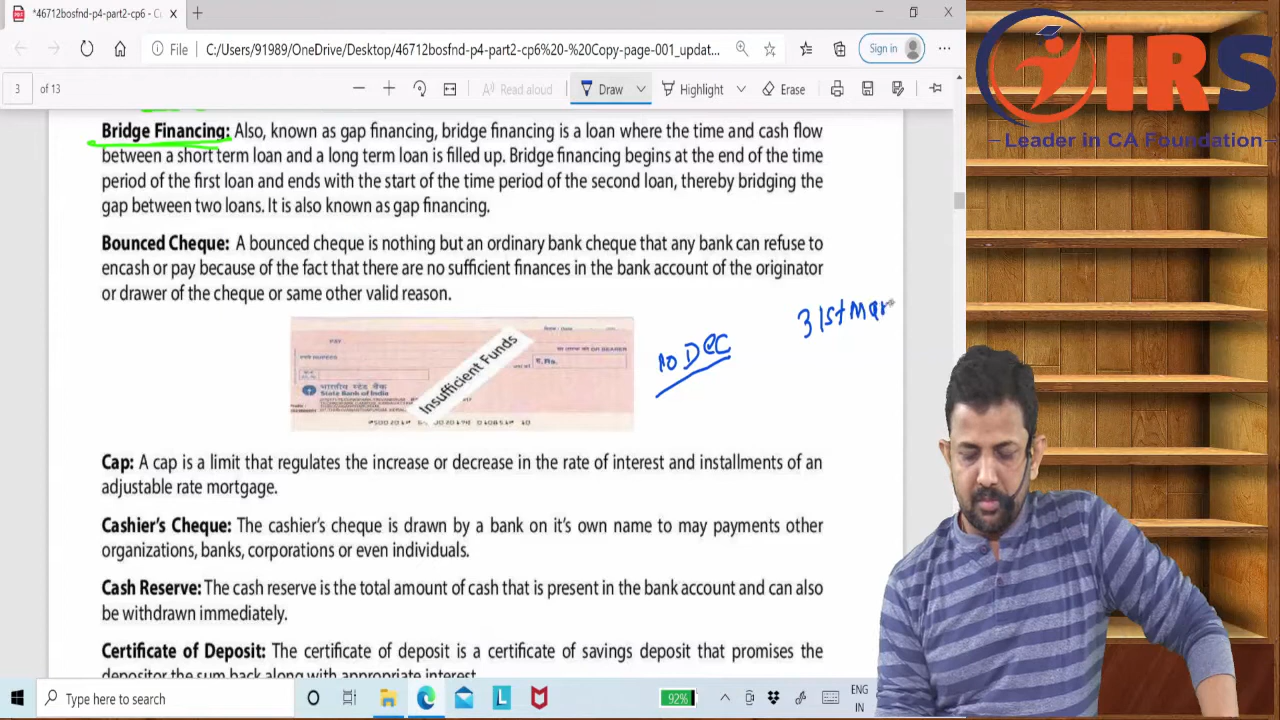 *46712bosfnd-p4-part2-cp6 - C
File
C:/Users/91989/OneDrive/Desktop/46712bosfnd-p4-part2-cp6%20-%20Copy-page-001_updat...
Sign in
3 of 13
Read aloud
Draw
Highlight
Erase
IRS
Leader in CA Foundation
Bridge Financing: Also, known as gap financing, bridge financing is a loan where the time and cash flow
between a short term loan and a long term loan is filled up. Bridge financing begins at the end of the time
period of the first loan and ends with the start of the time period of the second loan, thereby bridging the
gap between two loans. It is also known as gap financing.
Bounced Cheque: A bounced cheque is nothing but an ordinary bank cheque that any bank can refuse to
encash or pay because of the fact that there are no sufficient finances in the bank account of the originator
or drawer of the cheque or same other valid reason.
PAY
OR BEARER
Insufficient Funds
भारतीय स्टेट बैंक
State Bank of India
10 Dec
31st Mar
Cap: A cap is a limit that regulates the increase or decrease in the rate of interest and installments of an
adjustable rate mortgage.
Cashier's Cheque: The cashier's cheque is drawn by a bank on it's own name to may payments other
organizations, banks, corporations or even individuals.
Cash Reserve: The cash reserve is the total amount of cash that is present in the bank account and can also
be withdrawn immediately.
Certificate of Deposit: The certificate of deposit is a certificate of savings deposit that promises the
depositor the sum back along with appropriate interest.
Type here to search
92%
ENG
IN